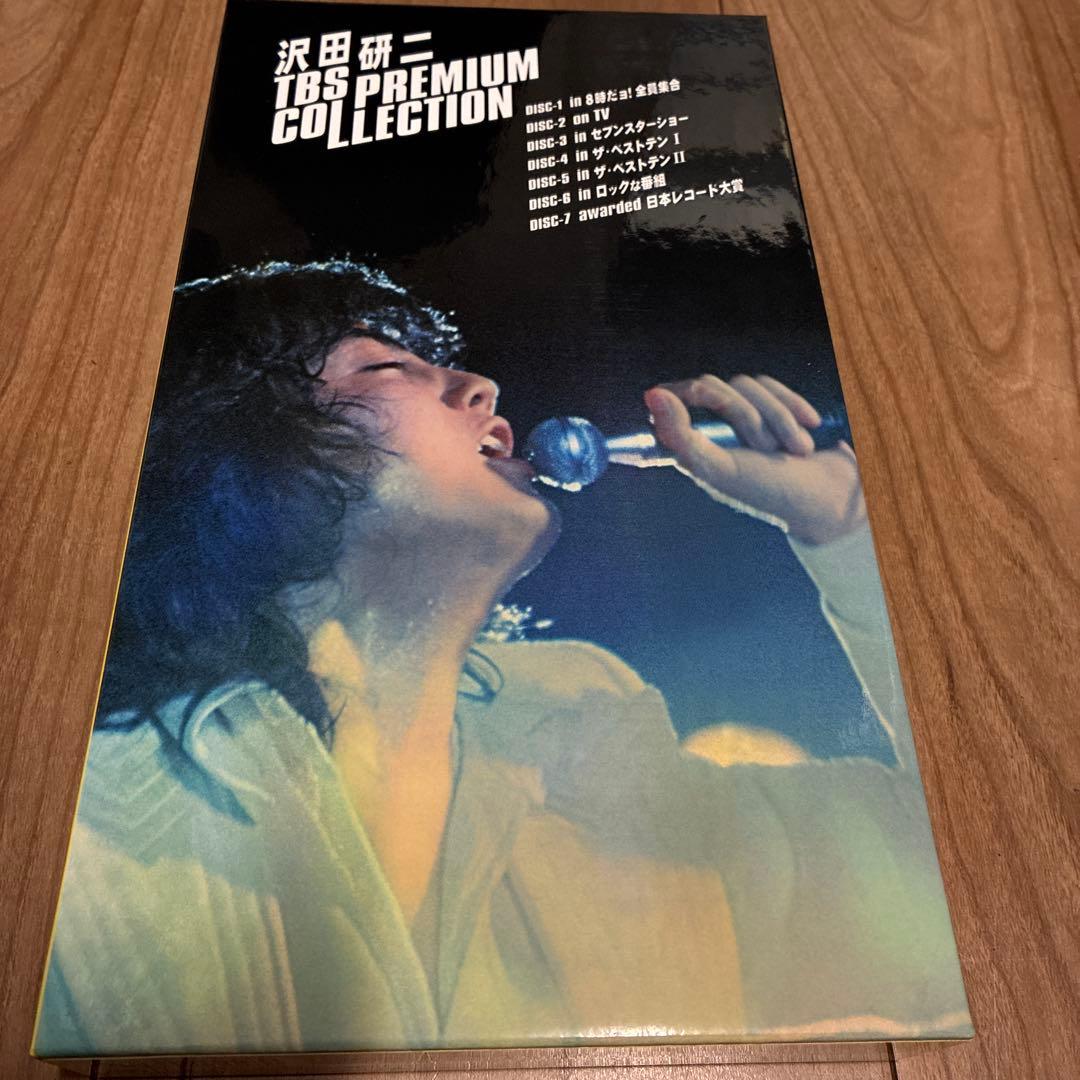 沢田研二
TBS PREMIUM
COLLECTION
DISC-1 in 8時だョ!全員集合
DISC-2 on TV
DISC-3 in セブンスターショー
DISC-4 in ザ・ベストテン I
DISC-5 in ザ・ベストテン II
DISC-6 in ロックな番組
DISC-7 awarded 日本レコード大賞